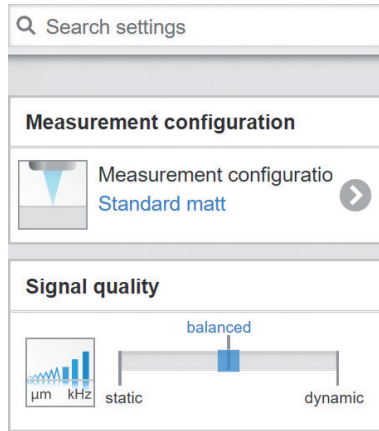 Search settings
Measurement configuration
Measurement configuratio
Standard matt
Signal quality
balanced
µm kHz
static dynamic